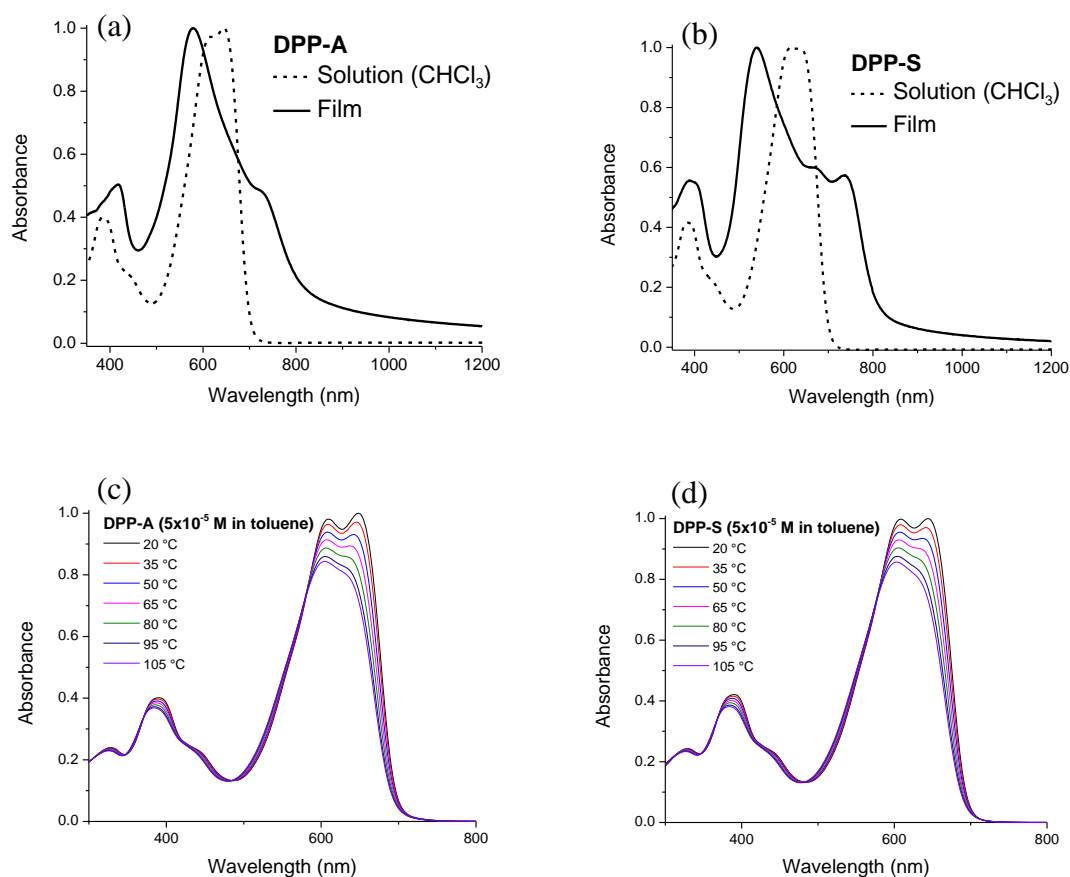 (a)
DPP-A
Solution (CHCl₃)
Film
Absorbance
1.0
0.8
0.6
0.4
0.2
0.0
400 600 800 1000 1200
Wavelength (nm)
(b)
DPP-S
Solution (CHCl₃)
Film
Absorbance
1.0
0.8
0.6
0.4
0.2
0.0
400 600 800 1000 1200
Wavelength (nm)
(c)
DPP-A (5x10⁻⁵ M in toluene)
20 °C
35 °C
50 °C
65 °C
80 °C
95 °C
105 °C
Absorbance
1.0
0.8
0.6
0.4
0.2
0.0
400 600 800
Wavelength (nm)
(d)
DPP-S (5x10⁻⁵ M in toluene)
20 °C
35 °C
50 °C
65 °C
80 °C
95 °C
105 °C
Absorbance
1.0
0.8
0.6
0.4
0.2
0.0
400 600 800
Wavelength (nm)